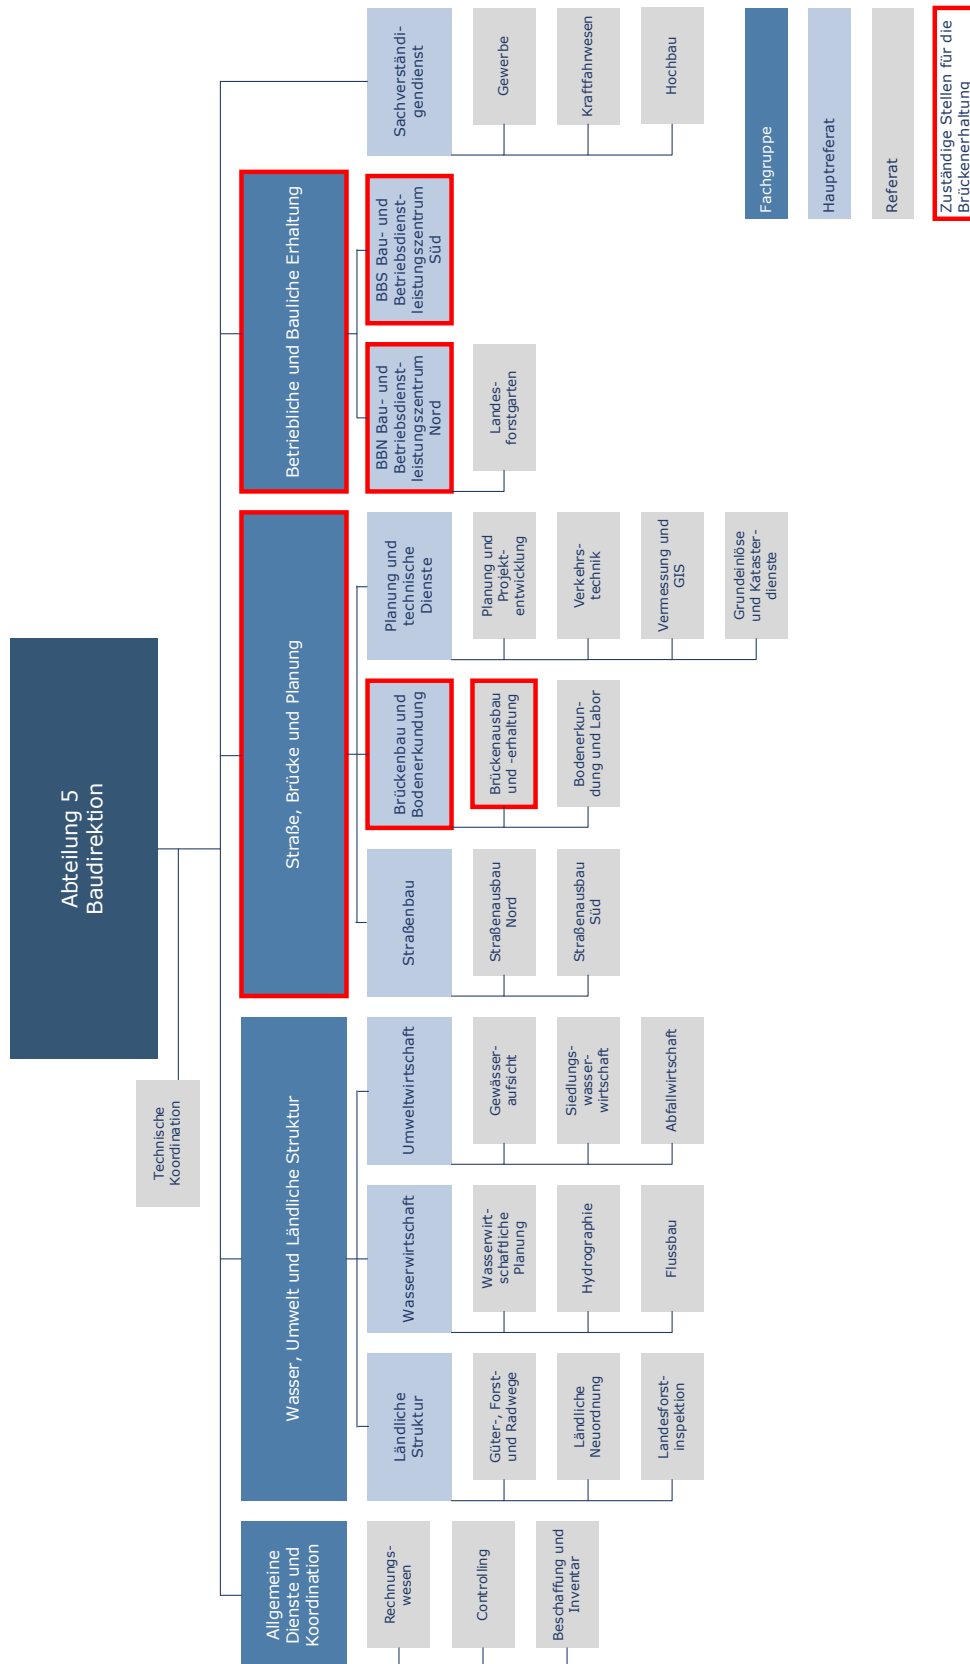 Abteilung 5
Baudirektion
Technische
Koordination
Allgemeine
Dienste und
Koordination
Rechnungs-
wesen
Controlling
Beschaffung und
Inventar
Wasser, Umwelt und Ländliche Struktur
Ländliche
Struktur
Güter-, Forst-
und Radwege
Ländliche
Neuordnung
Landesforst-
inspektion
Wasserwirtschaft
Wasserwirt-
schaftliche
Planung
Hydrographie
Flussbau
Umweltwirtschaft
Gewässer-
aufsicht
Siedlungs-
wasser-
wirtschaft
Abfallwirtschaft
Straße, Brücke und Planung
Straßenbau
Straßenausbau
Nord
Straßenausbau
Süd
Brückenbau und
Bodenerkundung
Brückenausbau
und -erhaltung
Bodenerkun-
dung und Labor
Planung und
technische
Dienste
Planung und
Projekt-
entwicklung
Verkehrs-
technik
Vermessung und
GIS
Grundeinlöse
und Kataster-
dienste
Betriebliche und Bauliche Erhaltung
BBN Bau- und
Betriebsdienst-
leistungszentrum
Nord
Landes-
forstgarten
BBS Bau- und
Betriebsdienst-
leistungszentrum
Süd
Sachverständi-
gendienst
Gewerbe
Kraftfahrwesen
Hochbau
Fachgruppe
Hauptreferat
Referat
Zuständige Stellen für die
Brückenerhaltung